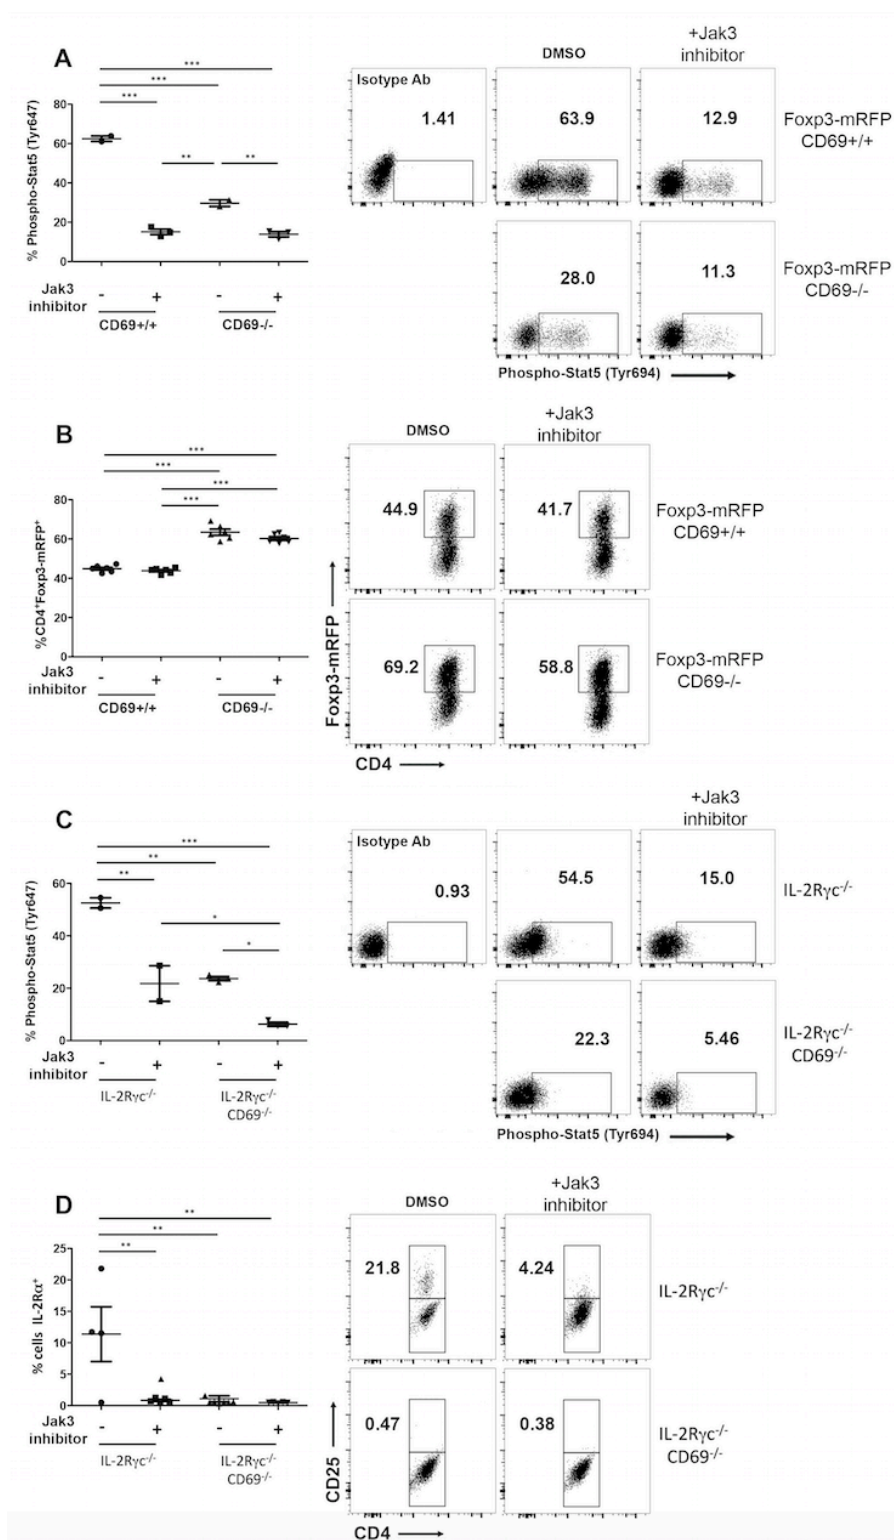 A
***
***
***
**
**
% Phospho-Stat5 (Tyr647)
80
60
40
20
0
Jak3
inhibitor
-
+
-
+
CD69+/+
CD69-/-
DMSO
+Jak3
inhibitor
Isotype Ab
1.41
63.9
12.9
Foxp3-mRFP
CD69+/+
28.0
11.3
Foxp3-mRFP
CD69-/-
Phospho-Stat5 (Tyr694)
B
***
***
***
***
%CD4⁺Foxp3-mRFP⁺
80
60
40
20
0
Jak3
inhibitor
-
+
-
+
CD69+/+
CD69-/-
DMSO
+Jak3
inhibitor
44.9
41.7
Foxp3-mRFP
CD69+/+
69.2
58.8
Foxp3-mRFP
CD69-/-
Foxp3-mRFP
CD4
C
***
**
**
*
*
% Phospho-Stat5 (Tyr647)
60
40
20
0
Jak3
inhibitor
-
+
-
+
IL-2Rγc⁻/⁻
IL-2Rγc⁻/⁻
CD69⁻/⁻
+Jak3
inhibitor
Isotype Ab
0.93
54.5
15.0
IL-2Rγc⁻/⁻
22.3
5.46
IL-2Rγc⁻/⁻
CD69⁻/⁻
Phospho-Stat5 (Tyr694)
D
**
**
**
% cells IL-2Rα⁺
25
20
15
10
5
0
Jak3
inhibitor
-
+
-
+
IL-2Rγc⁻/⁻
IL-2Rγc⁻/⁻
CD69⁻/⁻
DMSO
+Jak3
inhibitor
21.8
4.24
IL-2Rγc⁻/⁻
0.47
0.38
IL-2Rγc⁻/⁻
CD69⁻/⁻
CD25
CD4